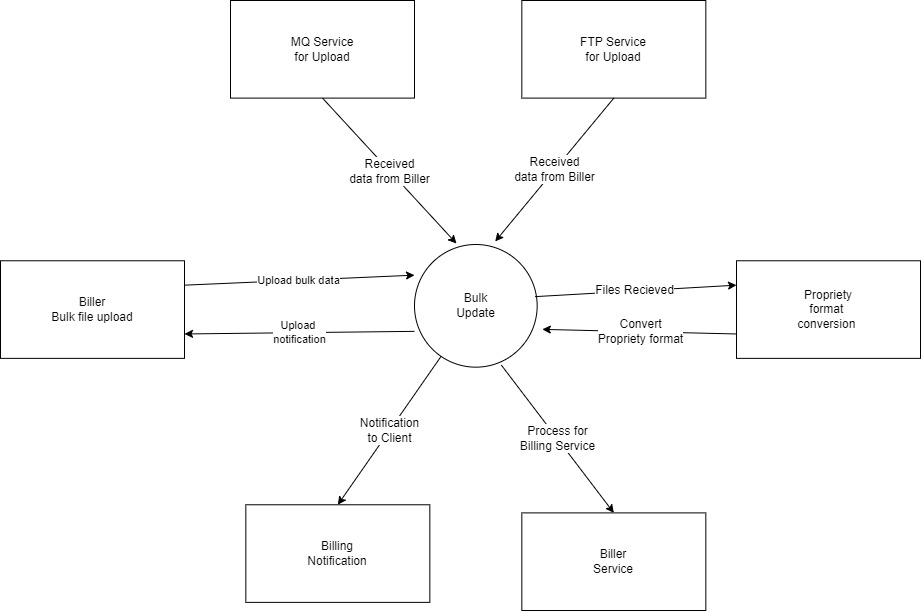 MQ Service
for Upload
FTP Service
for Upload
Received
data from Biller
Received
data from Biller
Biller
Bulk file upload
Upload bulk data
Upload
notification
Bulk
Update
Files Recieved
Convert
Propriety format
Propriety
format
conversion
Notification
to Client
Process for
Billing Service
Billing
Notification
Biller
Service